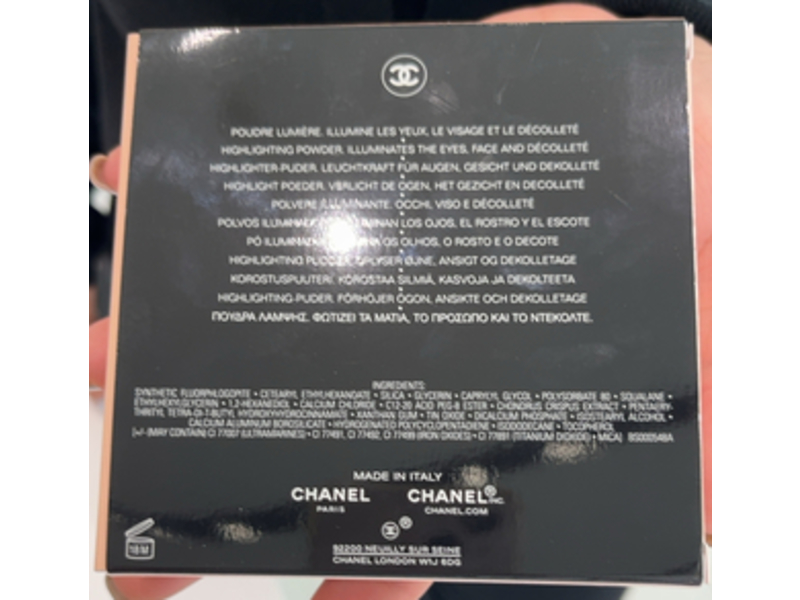 POUDRE LUMIÈRE. ILLUMINE LES YEUX, LE VISAGE ET LE DÉCOLLETÉ
HIGHLIGHTING POWDER. ILLUMINATES THE EYES, FACE AND DÉCOLLETÉ
HIGHLIGHTER-PUDER. LEUCHTKRAFT FÜR AUGEN, GESICHT UND DEKOLLETÉ
HIGHLIGHT POEDER. VERLICHT DE OGEN, HET GEZICHT EN DECOLLETÉ
POLVERE ILLUMINANTE. OCCHI, VISO E DÉCOLLETÉ
POLVOS LOS OJOS, EL ROSTRO Y EL ESCOTE
PÓ OS OLHOS, O ROSTO E O DECOTE
HIGHLIGHTING ØJNE, ANSIGT OG DEKOLLETAGE
KOROSTUSPUUTERI. KOROSTAA SILMIÄ, KASVOJA JA DEKOLTEETA
HIGHLIGHTING-PUDER. FÖRHÖJER ÖGON, ANSIKTE OCH DEKOLLETAGE
ΠΟΥΔΡΑ ΛΑΜΨΗΣ. ΦΩΤΙΖΕΙ ΤΑ ΜΑΤΙΑ, ΤΟ ΠΡΟΣΩΠΟ ΚΑΙ ΤΟ ΝΤΕΚΟΛΤΕ.
INGREDIENTS:
SYNTHETIC FLUORPHLOGOPITE • CETEARYL ETHYLHEXANOATE • SILICA • GLYCERIN • CAPRYLYL GLYCOL • POLYSORBATE 80 • SQUALANE •
ETHYLHEXYLGLYCERIN • 1,2-HEXANEDIOL • CALCIUM CHLORIDE • C12-20 ACID PEG-8 ESTER • CHONDRUS CRISPUS EXTRACT • PENTAERY-
THRITYL TETRA-DI-T-BUTYL HYDROXYHYDROCINNAMATE • XANTHAN GUM • TIN OXIDE • DICALCIUM PHOSPHATE • ISOSTEARYL ALCOHOL •
CALCIUM ALUMINUM BOROSILICATE • HYDROGENATED POLYCYCLOPENTADIENE • ISODODECANE • TOCOPHEROL
[+/- (MAY CONTAIN) CI 77007 (ULTRAMARINES) • CI 77491, CI 77492, CI 77499 (IRON OXIDES) • CI 77891 (TITANIUM DIOXIDE) • MICA]
MADE IN ITALY
CHANEL CHANEL®INC.
PARIS CHANEL.COM
®
92200 NEUILLY SUR SEINE
CHANEL LONDON W1J 6DG
18 M